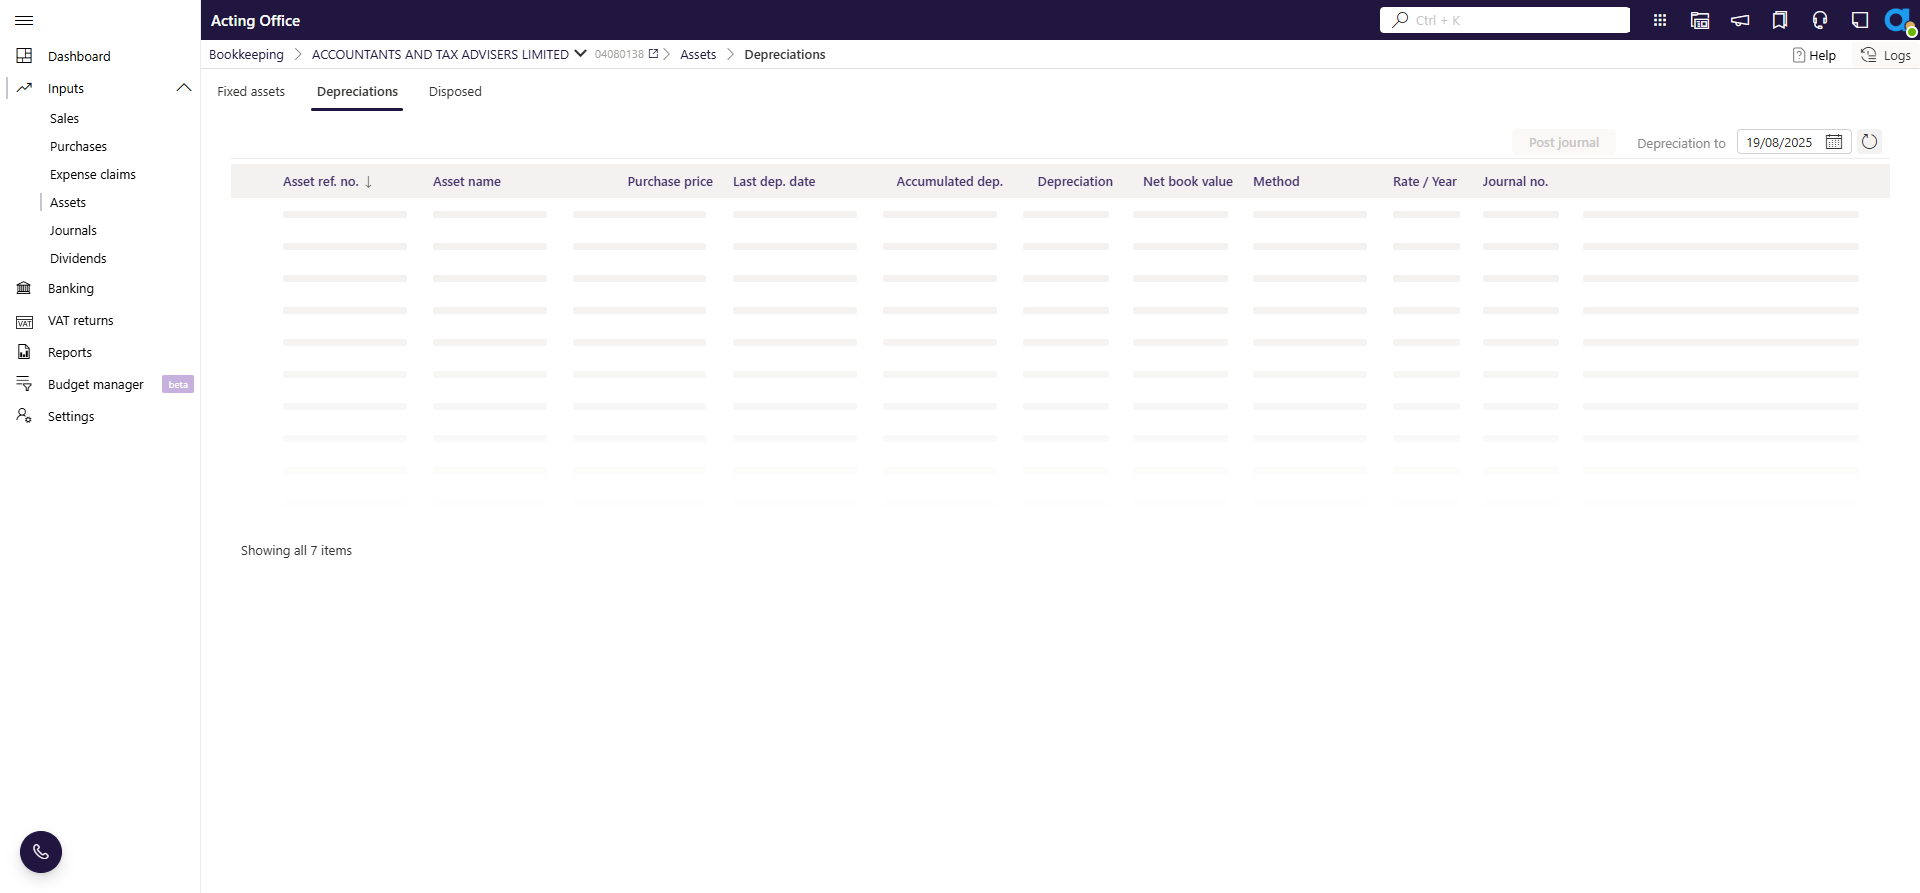 Acting Office
Ctrl + K
Bookkeeping
ACCOUNTANTS AND TAX ADVISERS LIMITED
04080138
Assets
Depreciations
Help
Logs
Dashboard
Inputs
Sales
Purchases
Expense claims
Assets
Journals
Dividends
Banking
VAT
VAT returns
Reports
Budget manager
beta
Settings
Fixed assets
Depreciations
Disposed
Post journal
Depreciation to
19/08/2025
Asset ref. no. ↓
Asset name
Purchase price
Last dep. date
Accumulated dep.
Depreciation
Net book value
Method
Rate / Year
Journal no.
Showing all 7 items